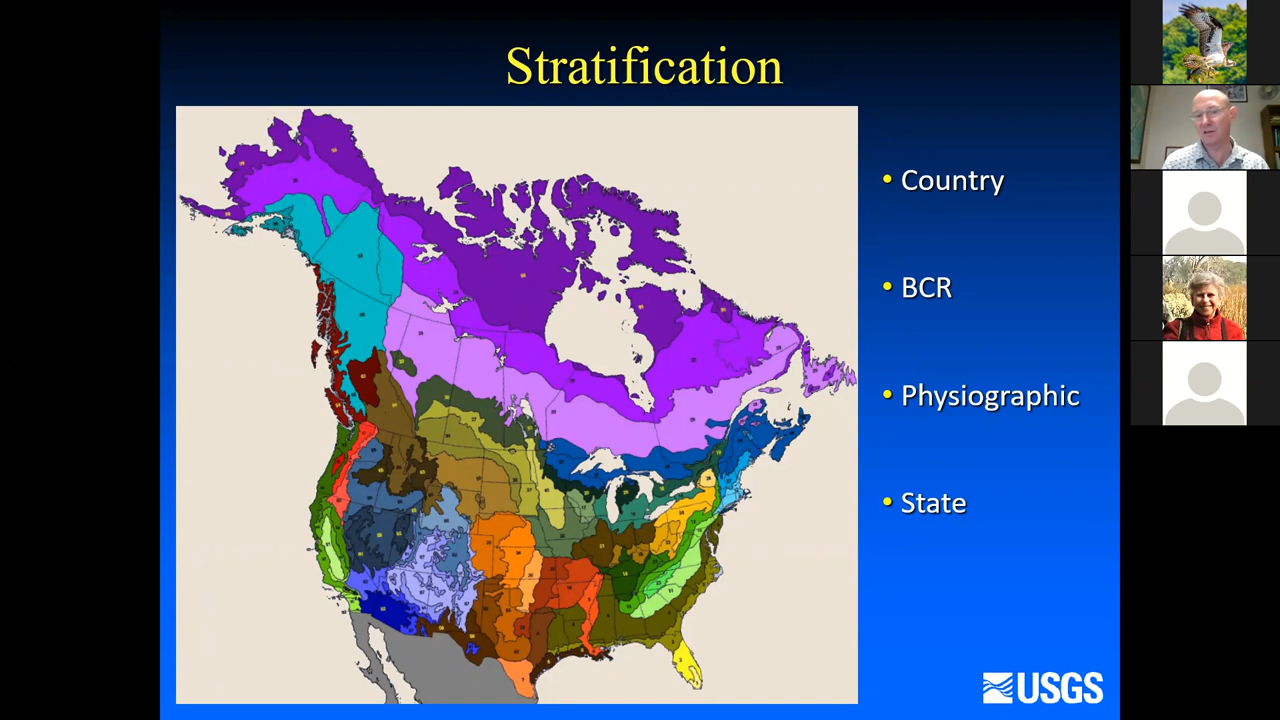 Stratification
• Country
• BCR
• Physiographic
• State
USGS